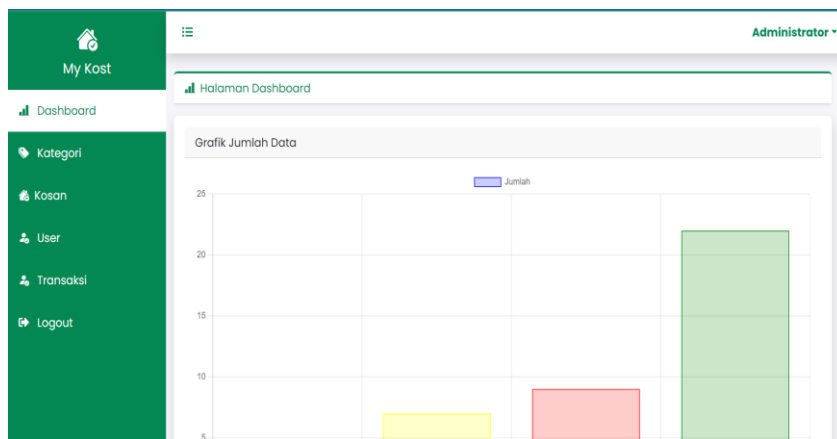 My Kost
Administrator
Halaman Dashboard
Dashboard
Kategori
Kosan
User
Transaksi
Logout
Grafik Jumlah Data
Jumlah
25
20
15
10
5